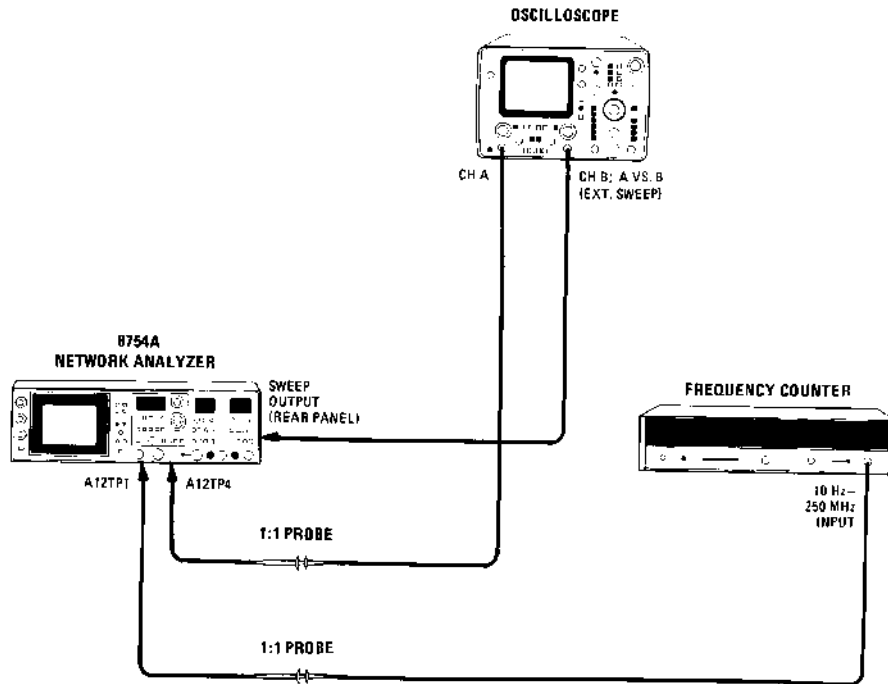 OSCILLOSCOPE
CH A
CH B; A VS. B
(EXT. SWEEP)
8754A
NETWORK ANALYZER
SWEEP
OUTPUT
(REAR PANEL)
FREQUENCY COUNTER
A12TP1
A12TP4
10 Hz–
250 MHz
INPUT
1:1 PROBE
1:1 PROBE